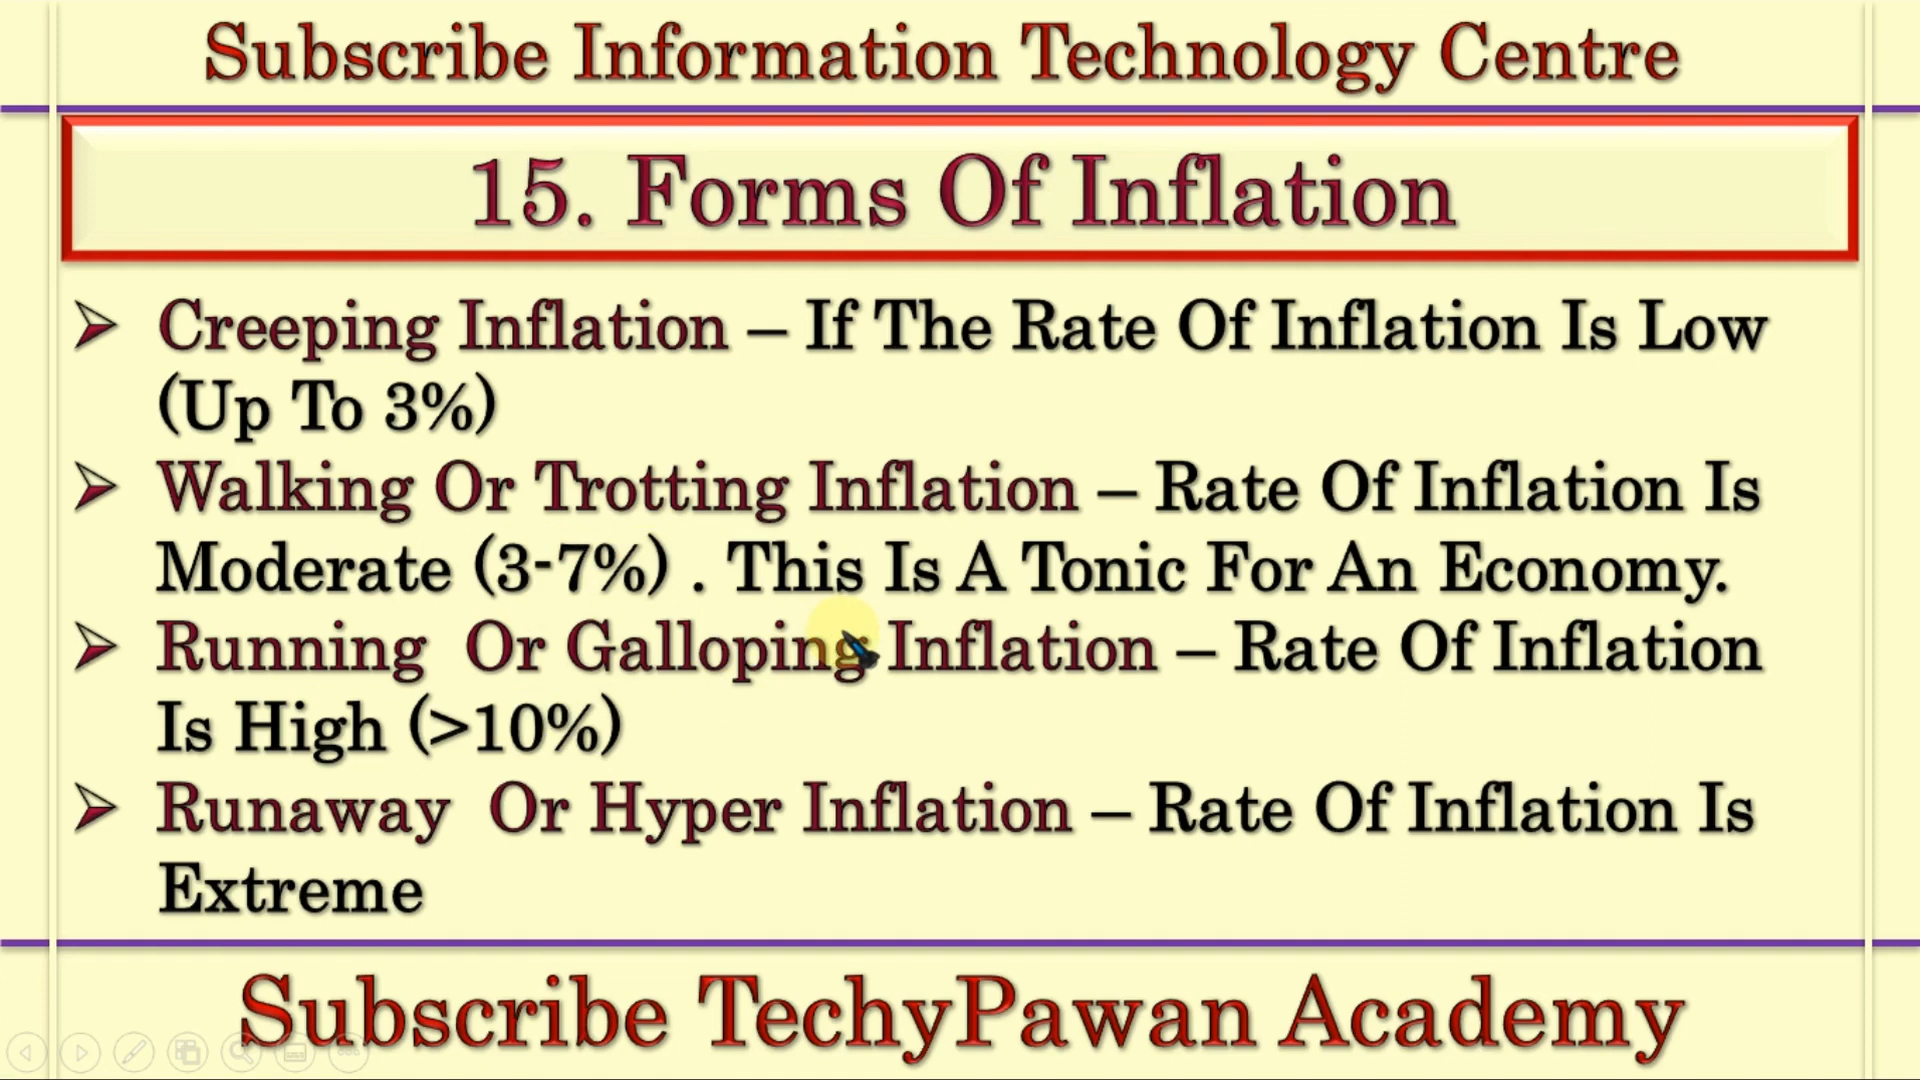 Subscribe Information Technology Centre
15. Forms Of Inflation
➢ Creeping Inflation – If The Rate Of Inflation Is Low
(Up To 3%)
➢ Walking Or Trotting Inflation – Rate Of Inflation Is
Moderate (3-7%) . This Is A Tonic For An Economy.
➢ Running Or Galloping Inflation – Rate Of Inflation
Is High (>10%)
➢ Runaway Or Hyper Inflation – Rate Of Inflation Is
Extreme
Subscribe TechyPawan Academy